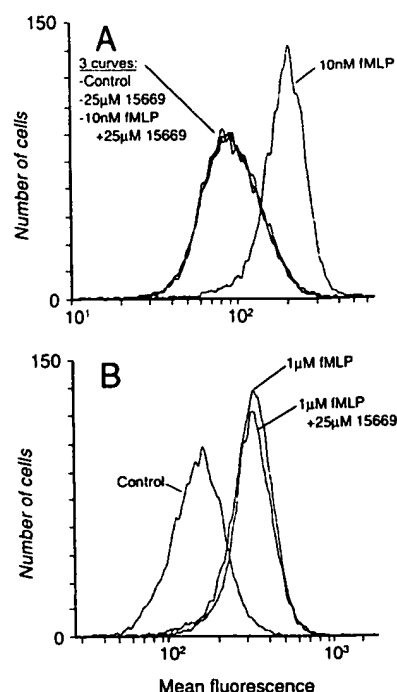 150
A
3 curves:
-Control
-25μM 15669
-10nM fMLP
+25μM 15669
10nM fMLP
Number of cells
0
10¹
10²
150
B
1μM fMLP
1μM fMLP
+25μM 15669
Control
Number of cells
0
10²
10³
Mean fluorescence